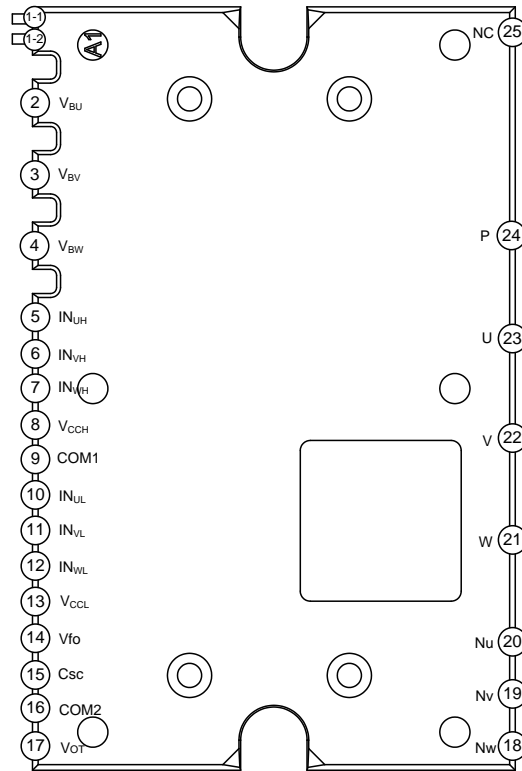 1-1
1-2
A1
2 VBU
3 VBV
4 VBW
5 INUH
6 INVH
7 INWH
8 VCCH
9 COM1
10 INUL
11 INVL
12 INWL
13 VCCL
14 Vfo
15 Csc
16 COM2
17 VOT
NC 25
P 24
U 23
V 22
W 21
Nu 20
Nv 19
Nw 18